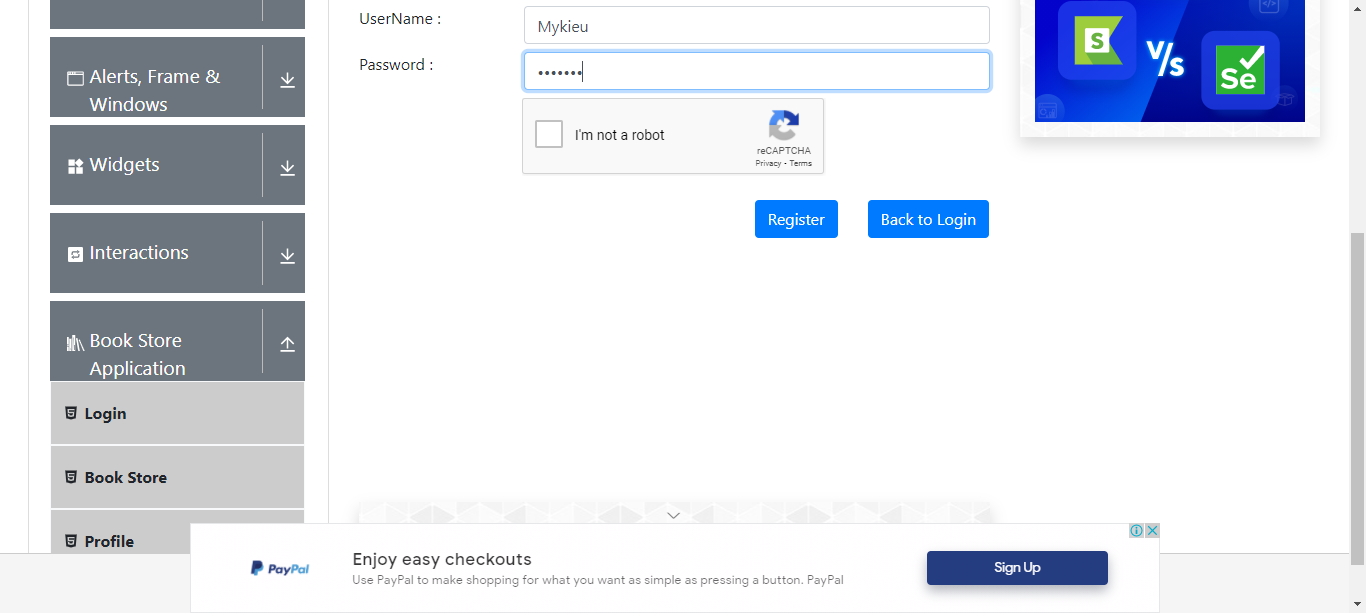 UserName :
Mykieu
Password :
•••••••
I'm not a robot
reCAPTCHA
Privacy - Terms
Register
Back to Login
Alerts, Frame &
Windows
Widgets
Interactions
Book Store
Application
Login
Book Store
Profile
S
V/s
Se
PayPal
Enjoy easy checkouts
Use PayPal to make shopping for what you want as simple as pressing a button. PayPal
Sign Up